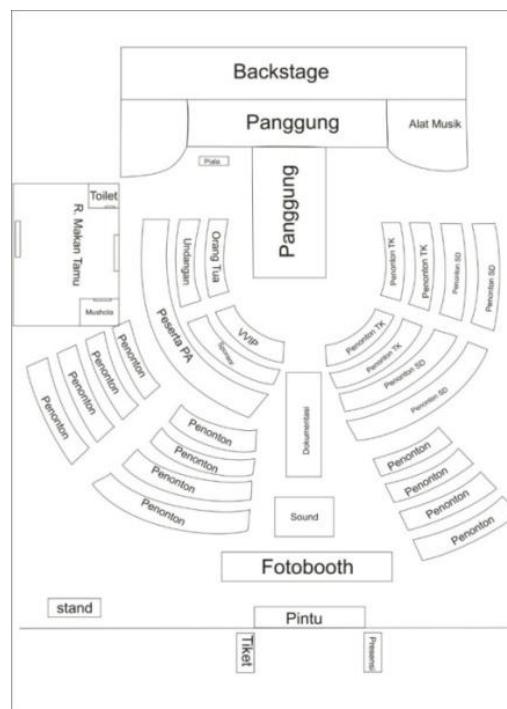 Backstage
Panggung
Alat Musik
Piala
Panggung
Toilet
R. Makan Tamu
Mushola
Peserta PA
Undangan
Orang Tua
VVIP
Penonton TK
Penonton TK
Penonton SD
Penonton SD
Penonton TK
Penonton TK
Penonton SD
Penonton SD
Penonton
Penonton
Penonton
Penonton
Penonton
Penonton
Penonton
Penonton
Dokumentasi
Penonton
Penonton
Penonton
Penonton
Sound
Fotobooth
stand
Pintu
Tiket
Presensi